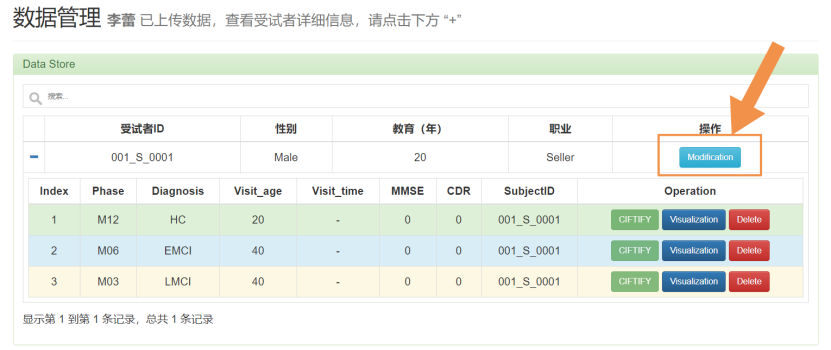 数据管理 李蕾 已上传数据，查看受试者详细信息，请点击下方 “+”
Data Store
搜索...
受试者ID 性别 教育（年） 职业 操作
001_S_0001 Male 20 Seller Modification
Index Phase Diagnosis Visit_age Visit_time MMSE CDR SubjectID Operation
1 M12 HC 20 - 0 0 001_S_0001 CIFTIFY Visualization Delete
2 M06 EMCI 40 - 0 0 001_S_0001 CIFTIFY Visualization Delete
3 M03 LMCI 40 - 0 0 001_S_0001 CIFTIFY Visualization Delete
显示第 1 到第 1 条记录，总共 1 条记录